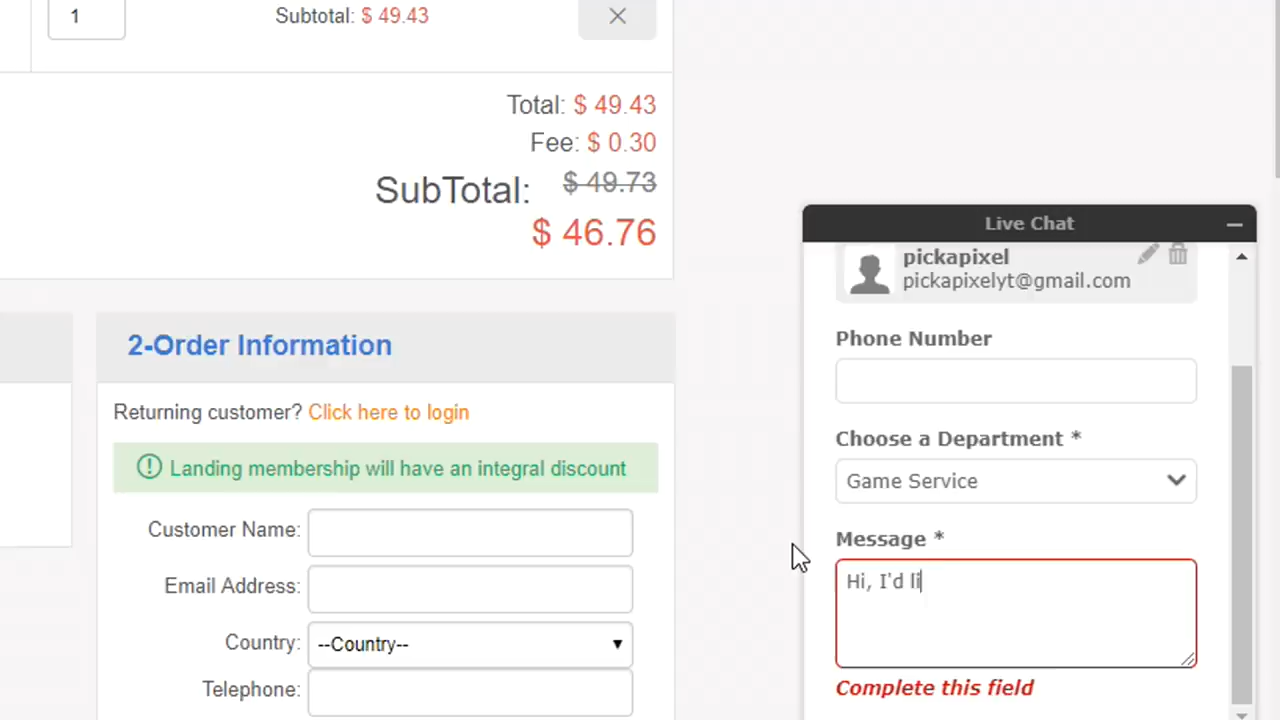 1
Subtotal: $ 49.43
Total: $ 49.43
Fee: $ 0.30
SubTotal: $ 49.73
$ 46.76
2-Order Information
Returning customer? Click here to login
Landing membership will have an integral discount
Customer Name:
Email Address:
Country: --Country--
Telephone:
Live Chat
pickapixel
pickapixelyt@gmail.com
Phone Number
Choose a Department *
Game Service
Message *
Hi, I'd li
Complete this field